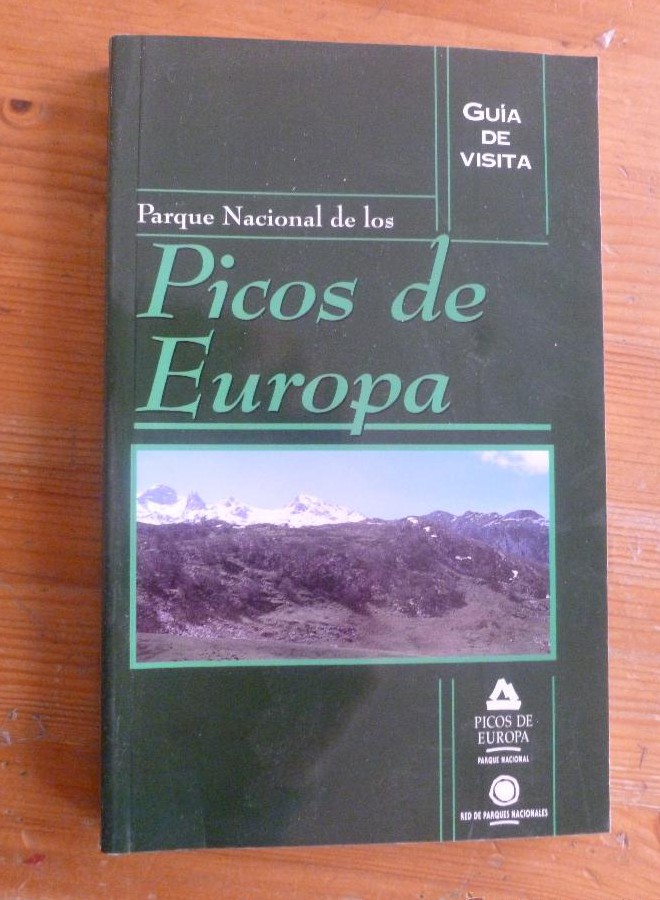 GUÍA
DE
VISITA
Parque Nacional de los
Picos de
Europa
PICOS DE
EUROPA
PARQUE NACIONAL
RED DE PARQUES NACIONALES